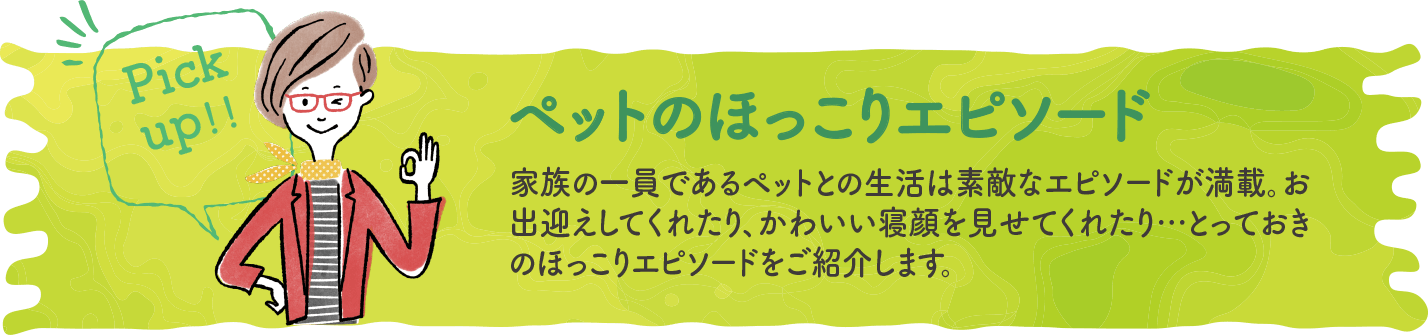 Pick
up!!
ペットのほっこりエピソード
家族の一員であるペットとの生活は素敵なエピソードが満載。お
出迎えしてくれたり、かわいい寝顔を見せてくれたり…とっておき
のほっこりエピソードをご紹介します。